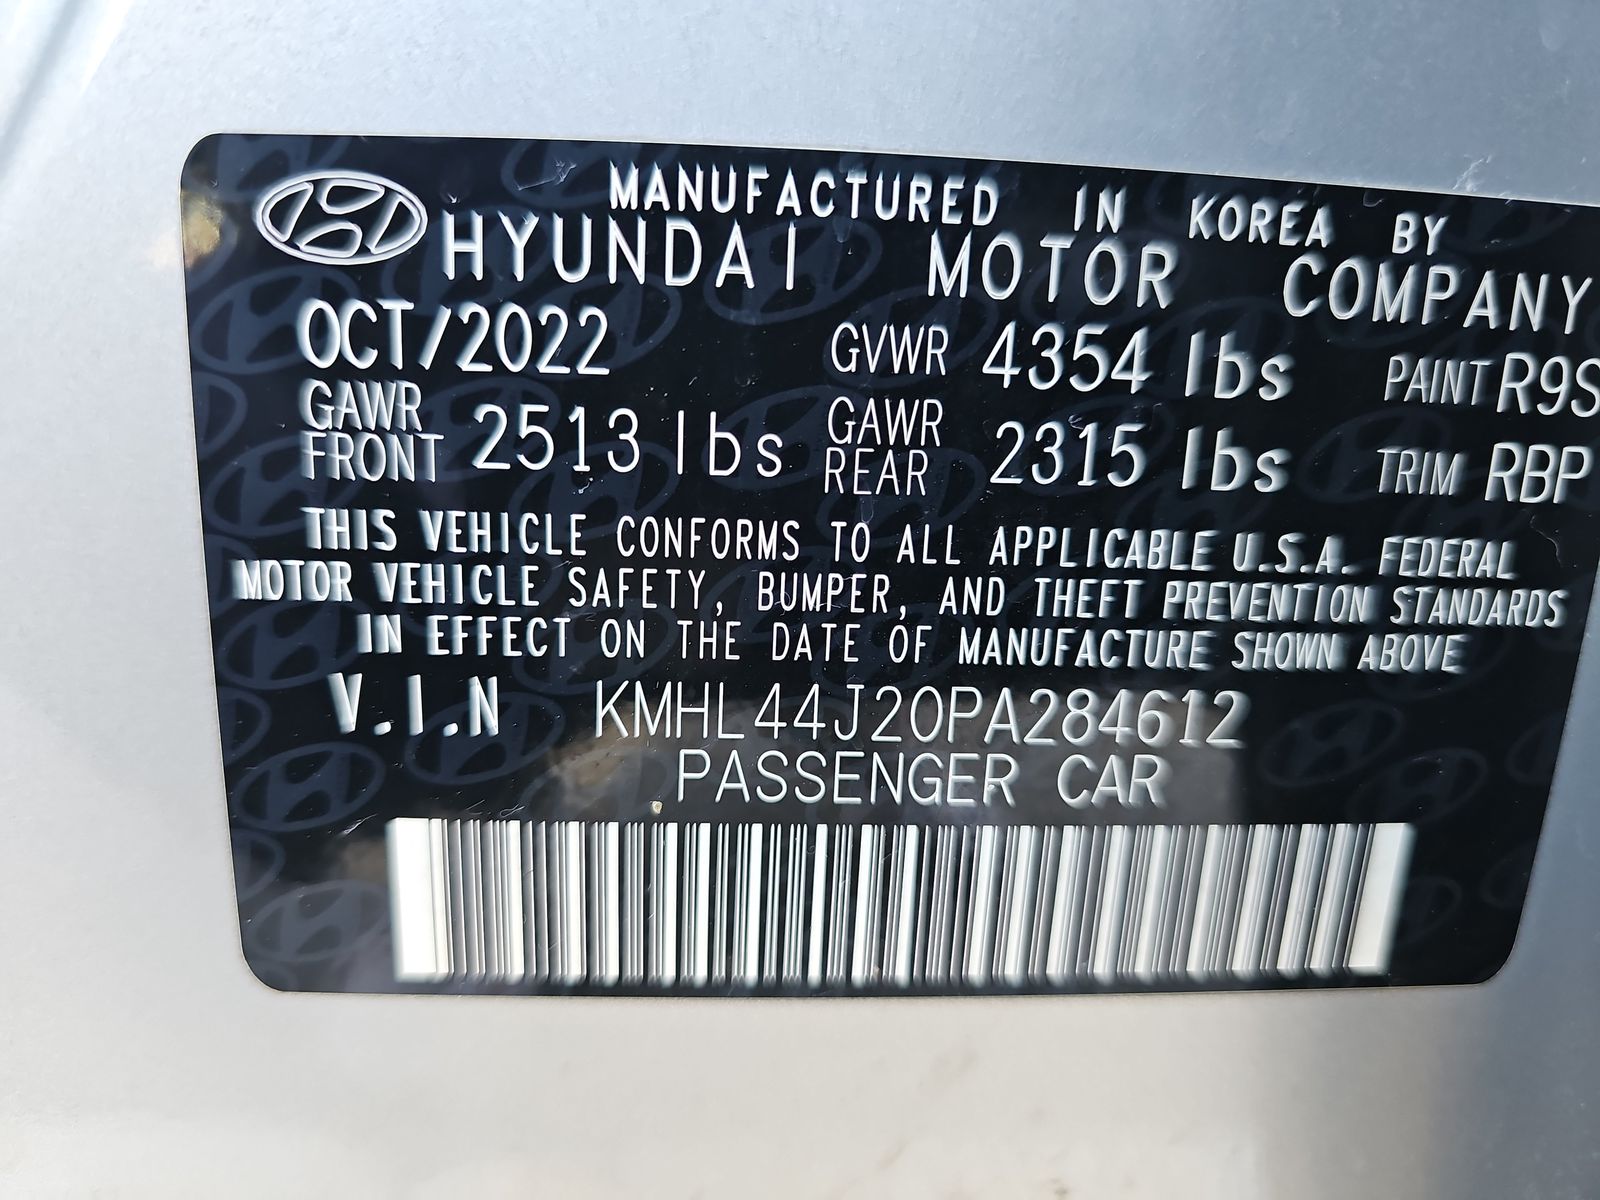 MANUFACTURED IN KOREA BY
HYUNDAI MOTOR COMPANY
OCT/2022 GVWR 4354 lbs PAINT R9S
GAWR FRONT 2513 lbs GAWR REAR 2315 lbs TRIM RBP
THIS VEHICLE CONFORMS TO ALL APPLICABLE U.S.A. FEDERAL
MOTOR VEHICLE SAFETY, BUMPER, AND THEFT PREVENTION STANDARDS
IN EFFECT ON THE DATE OF MANUFACTURE SHOWN ABOVE
V.I.N KMHL44J20PA284612
PASSENGER CAR